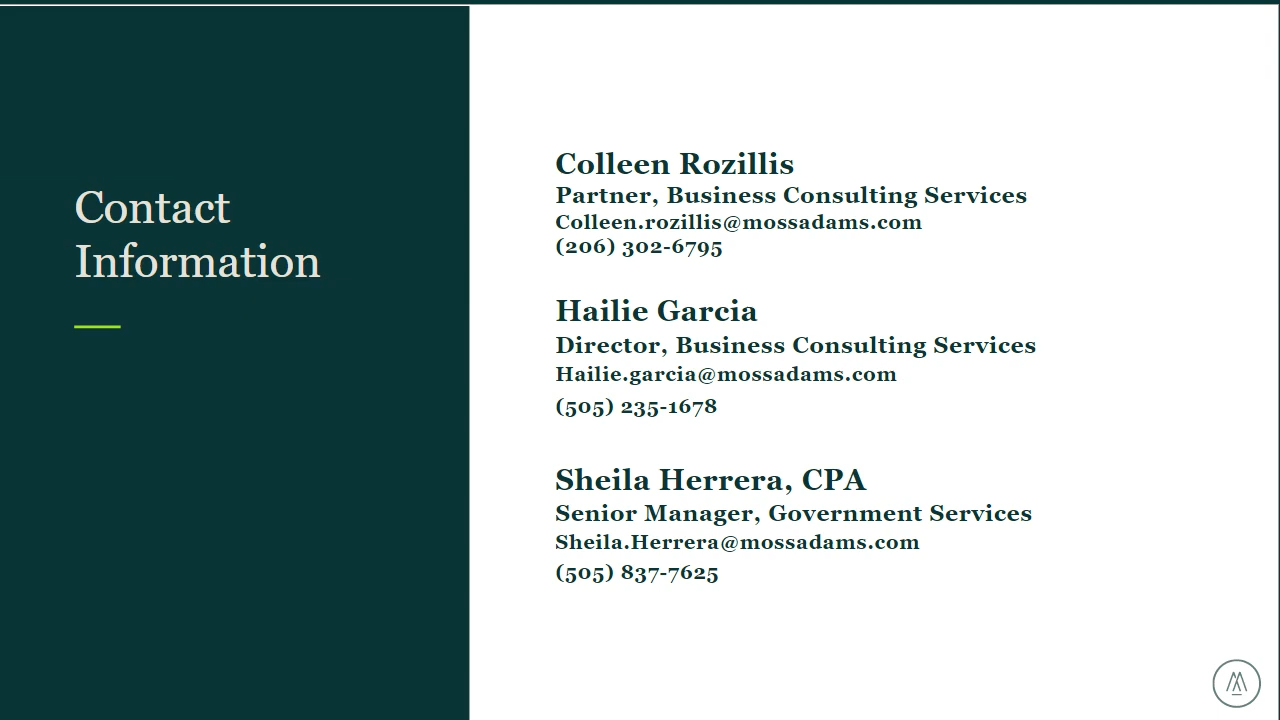 Contact
Information
Colleen Rozillis
Partner, Business Consulting Services
Colleen.rozillis@mossadams.com
(206) 302-6795
Hailie Garcia
Director, Business Consulting Services
Hailie.garcia@mossadams.com
(505) 235-1678
Sheila Herrera, CPA
Senior Manager, Government Services
Sheila.Herrera@mossadams.com
(505) 837-7625